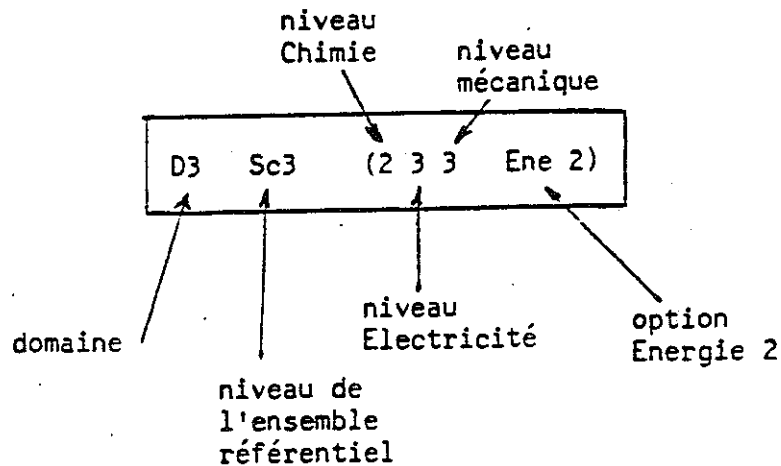 niveau
Chimie
niveau
mécanique
D3 Sc3 (2 3 3 Ene 2)
domaine
niveau
Electricité
option
Energie 2
niveau de
l'ensemble
référentiel